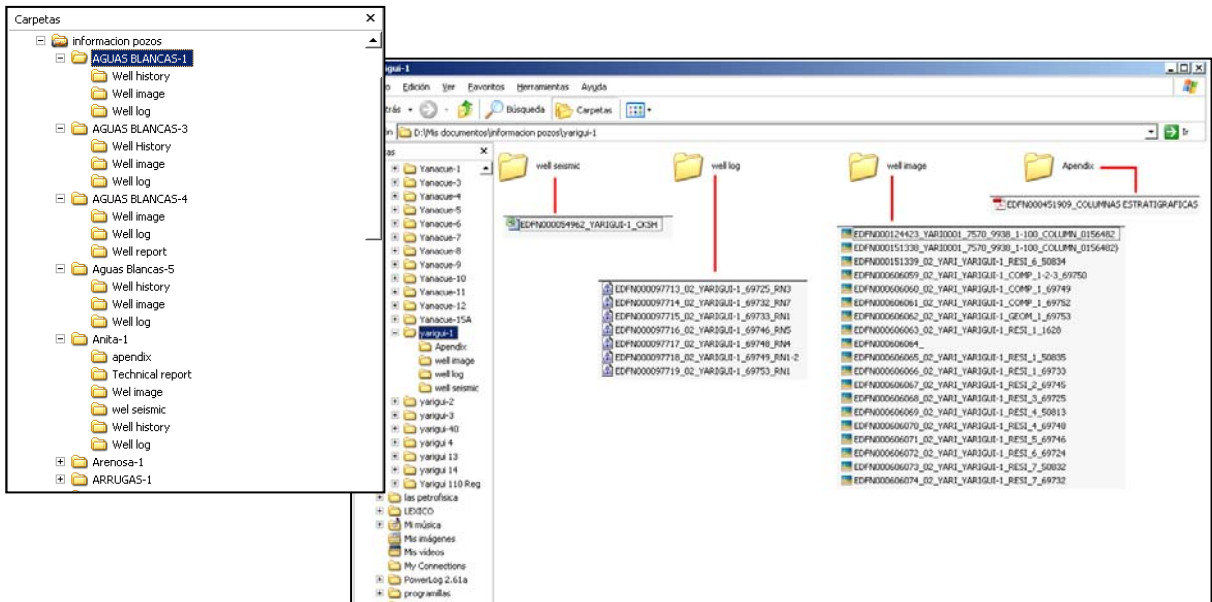 Carpetas
informacion pozos
AGUAS BLANCAS-1
Well history
Well image
Well log
AGUAS BLANCAS-3
Well History
Well image
Well log
AGUAS BLANCAS-4
Well image
Well log
Well report
Aguas Blancas-5
Well history
Well image
Well log
Anita-1
apendix
Technical report
Wel image
wel seismic
Well history
Well log
Arenosa-1
ARRUGAS-1
igui-1
o Edición Ver Favoritos Herramientas Ayuda
trás Búsqueda Carpetas
ón D:\Mis documentos\informacion pozos\yarigui-1 Ir
as
Yanacue-1
Yanacue-3
Yanacue-4
Yanacue-5
Yanacue-6
Yanacue-7
Yanacue-8
Yanacue-9
Yanacue-10
Yanacue-11
Yanacue-12
Yanacue-15A
yarigui-1
Apendix
well image
well log
well seismic
yarigui-2
yarigui-3
yarigui-40
yarigui 4
yarigui 13
yarigui 14
Yarigui 110 Reg
las petrofisica
LEXICO
Mi música
Mis imágenes
Mis videos
My Connections
PowerLog 2.61a
programillas
well seismic
EDFN000054962_YARIGUI-1_CKSH
well log
EDFN000097713_02_YARIGUI-1_69725_RN3
EDFN000097714_02_YARIGUI-1_69732_RN7
EDFN000097715_02_YARIGUI-1_69733_RN1
EDFN000097716_02_YARIGUI-1_69746_RN5
EDFN000097717_02_YARIGUI-1_69748_RN4
EDFN000097718_02_YARIGUI-1_69749_RN1-2
EDFN000097719_02_YARIGUI-1_69753_RN1
well image
EDFN000124423_YARI0001_7570_9938_1-100_COLUMN_0156482
EDFN000151338_YARI0001_7570_9938_1-100_COLUMN_0156482)
EDFN000151339_02_YARI_YARIGUI-1_RESI_6_50834
EDFN000606059_02_YARI_YARIGUI-1_COMP_1-2-3_69750
EDFN000606060_02_YARI_YARIGUI-1_COMP_1_69749
EDFN000606061_02_YARI_YARIGUI-1_COMP_1_69752
EDFN000606062_02_YARI_YARIGUI-1_GEOM_1_69753
EDFN000606063_02_YARI_YARIGUI-1_RESI_1_1628
EDFN000606064_
EDFN000606065_02_YARI_YARIGUI-1_RESI_1_50835
EDFN000606066_02_YARI_YARIGUI-1_RESI_1_69733
EDFN000606067_02_YARI_YARIGUI-1_RESI_2_69745
EDFN000606068_02_YARI_YARIGUI-1_RESI_3_69725
EDFN000606069_02_YARI_YARIGUI-1_RESI_4_50813
EDFN000606070_02_YARI_YARIGUI-1_RESI_4_69748
EDFN000606071_02_YARI_YARIGUI-1_RESI_5_69746
EDFN000606072_02_YARI_YARIGUI-1_RESI_6_69724
EDFN000606073_02_YARI_YARIGUI-1_RESI_7_50832
EDFN000606074_02_YARI_YARIGUI-1_RESI_7_69732
Apendix
EDFN000451909_COLUMNAS ESTRATIGRAFICAS